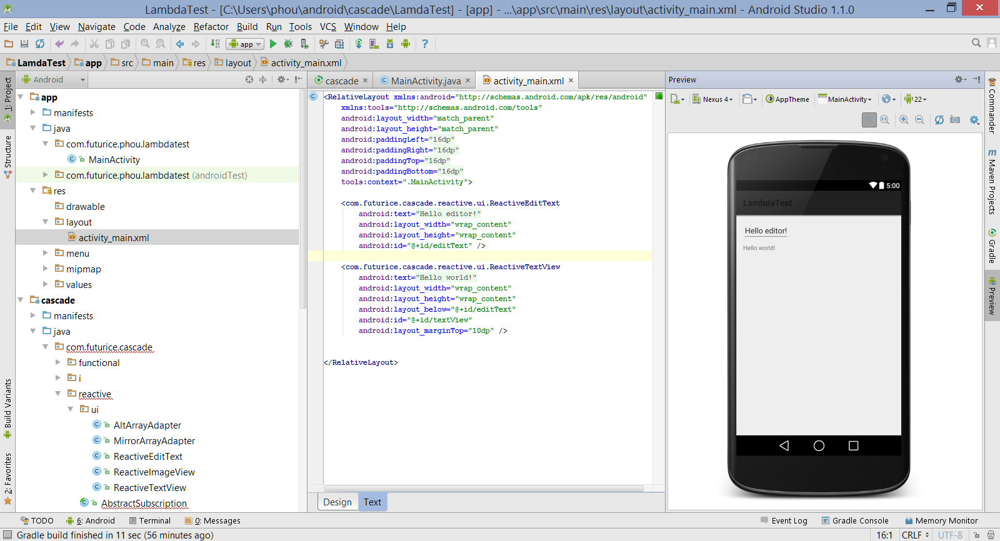 LambdaTest - [C:\Users\phou\android\cascade\LamdaTest] - [app] - ...\app\src\main\res\layout\activity_main.xml - Android Studio 1.1.0
File Edit View Navigate Code Analyze Refactor Build Run Tools VCS Window Help
app
LamdaTest app src main res layout activity_main.xml
1: Project
Structure
Build Variants
2: Favorites
Android
app
manifests
java
com.futurice.phou.lambdatest
MainActivity
com.futurice.phou.lambdatest (androidTest)
res
drawable
layout
activity_main.xml
menu
mipmap
values
cascade
manifests
java
com.futurice.cascade
functional
i
reactive
ui
AltArrayAdapter
MirrorArrayAdapter
ReactiveEditText
ReactiveImageView
ReactiveTextView
AbstractSubscription
cascade MainActivity.java activity_main.xml
<RelativeLayout xmlns:android="http://schemas.android.com/apk/res/android"
xmlns:tools="http://schemas.android.com/tools"
android:layout_width="match_parent"
android:layout_height="match_parent"
android:paddingLeft="16dp"
android:paddingRight="16dp"
android:paddingTop="16dp"
android:paddingBottom="16dp"
tools:context=".MainActivity">
<com.futurice.cascade.reactive.ui.ReactiveEditText
android:text="Hello editor!"
android:layout_width="wrap_content"
android:layout_height="wrap_content"
android:id="@+id/editText" />
<com.futurice.cascade.reactive.ui.ReactiveTextView
android:text="Hello world!"
android:layout_width="wrap_content"
android:layout_height="wrap_content"
android:layout_below="@+id/editText"
android:id="@+id/textView"
android:layout_marginTop="10dp" />
</RelativeLayout>
Design Text
Preview
Nexus 4 AppTheme MainActivity 22
5:00
LambdaTest
Hello editor!
Hello world!
Commander
Maven Projects
Gradle
Preview
TODO 6: Android Terminal 0: Messages Event Log Gradle Console Memory Monitor
Gradle build finished in 11 sec (56 minutes ago) 16:1 CRLF UTF-8